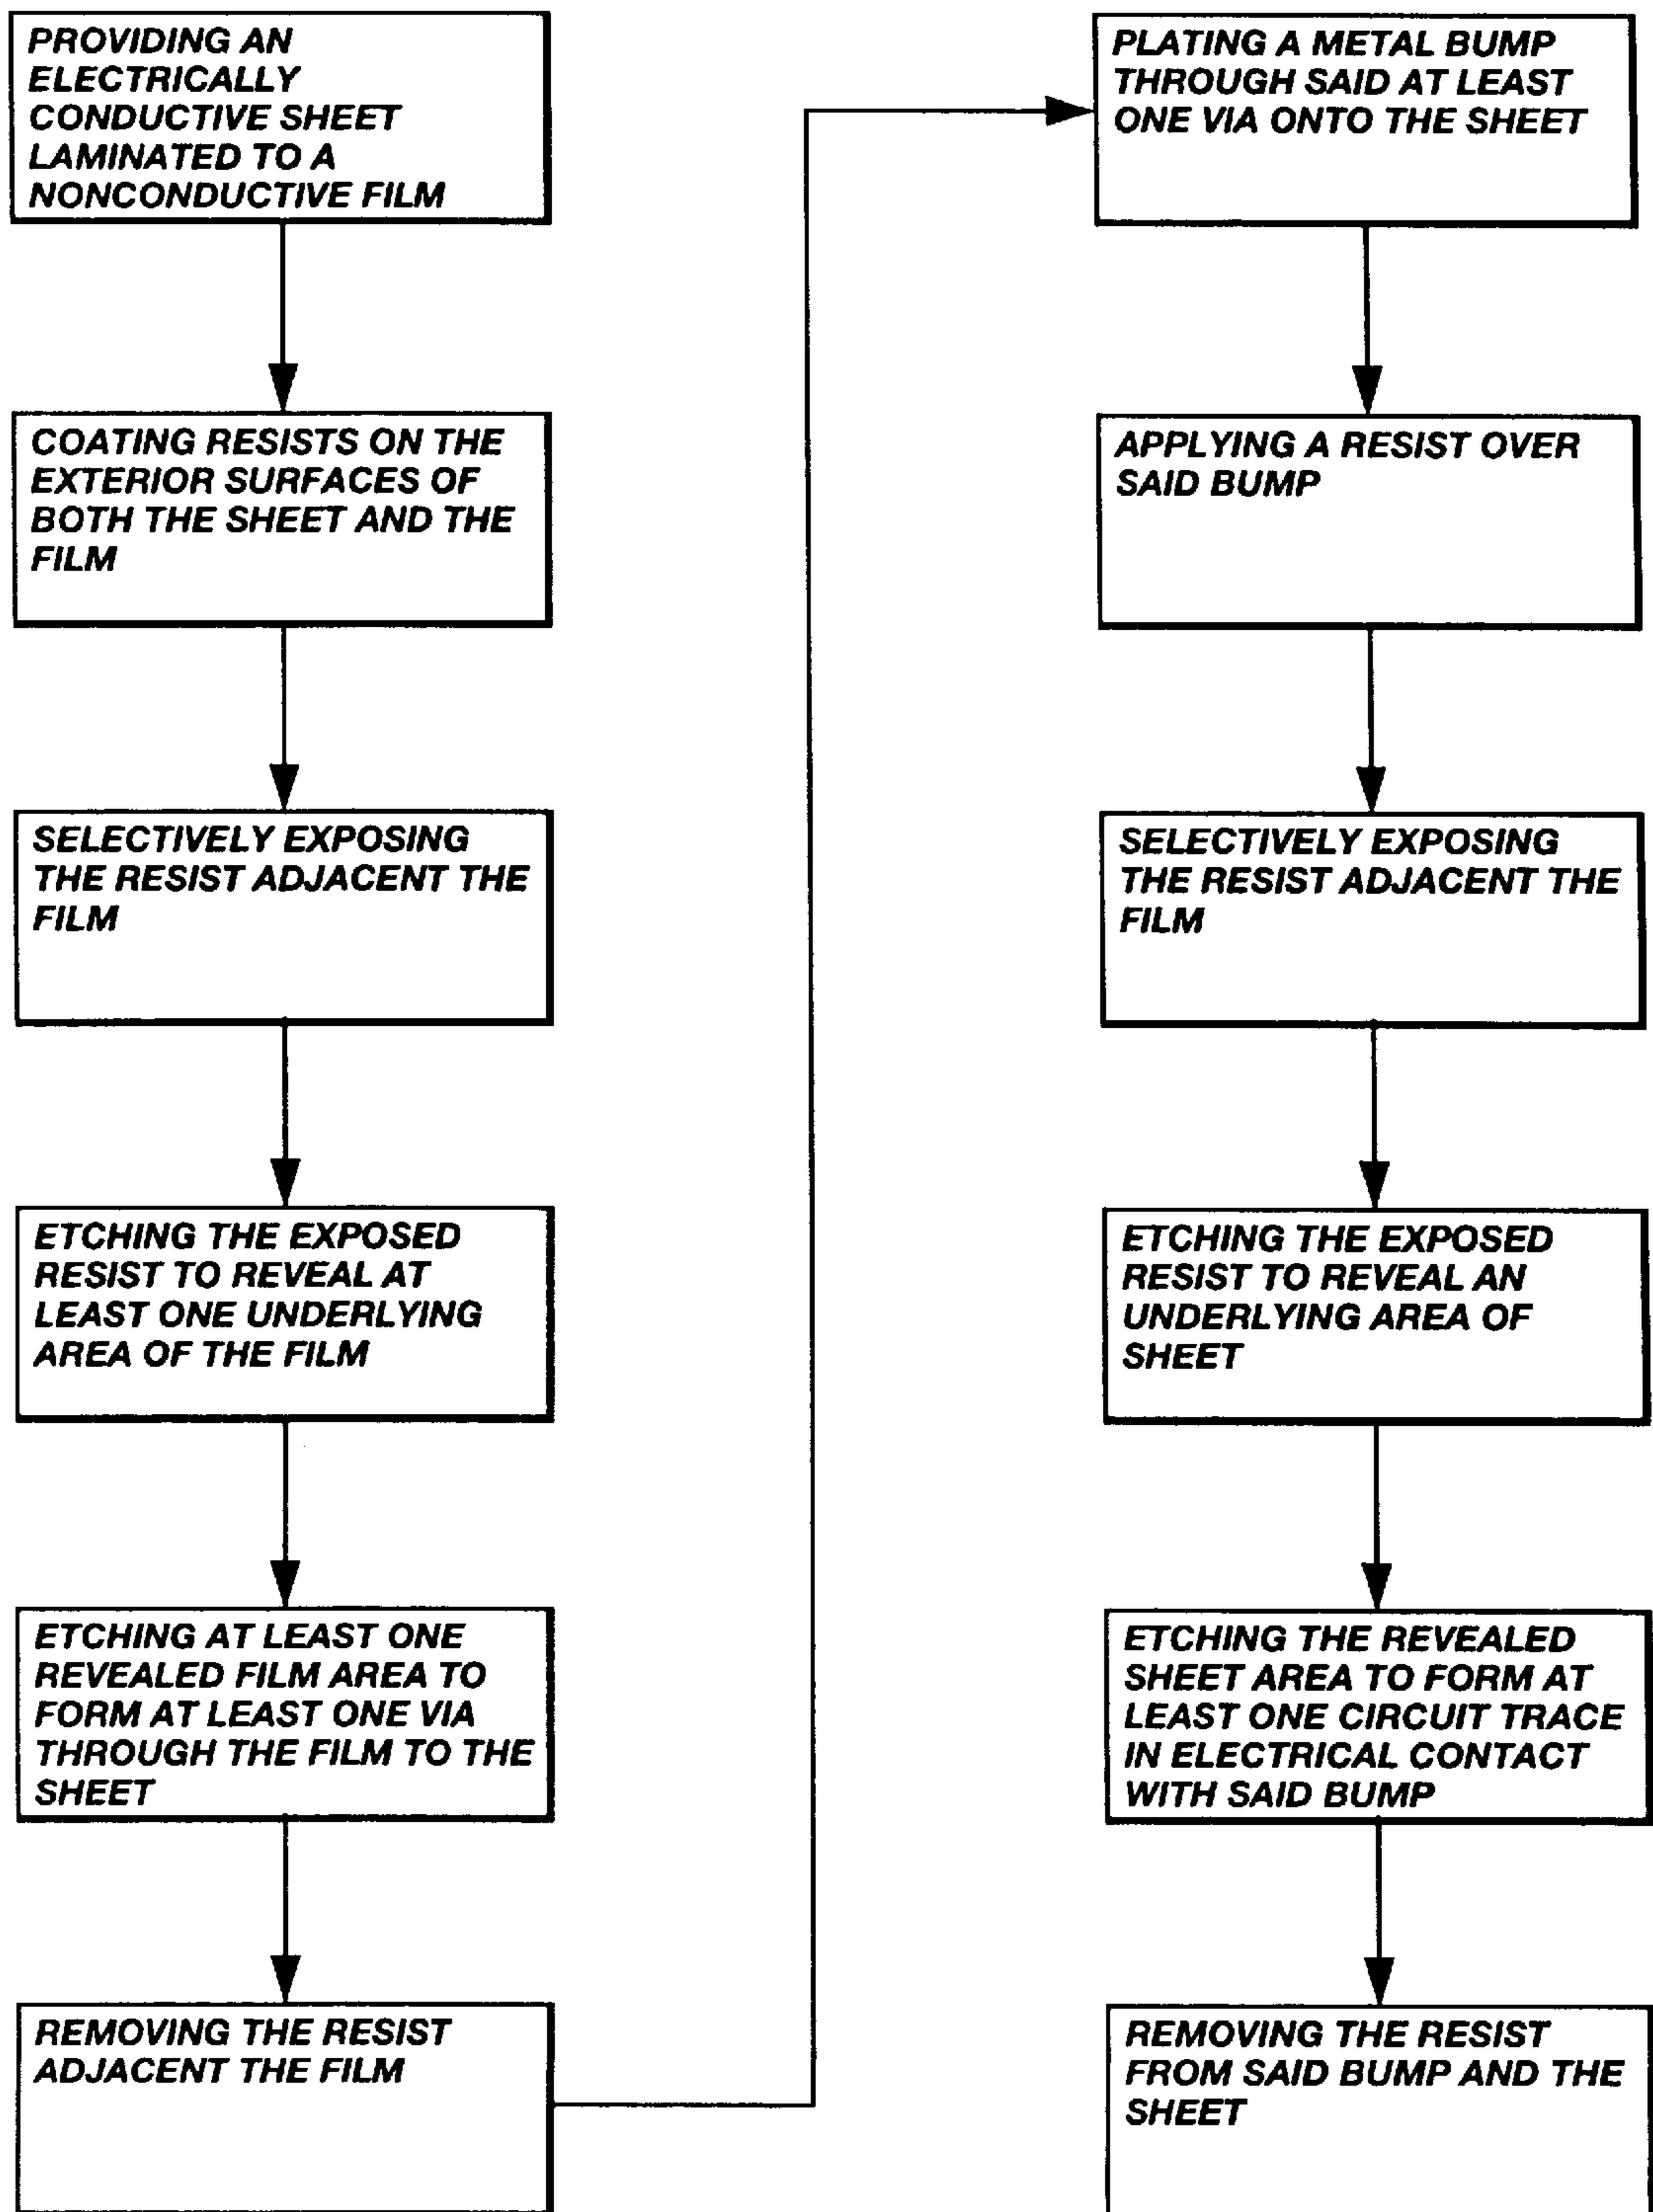 PROVIDING AN
ELECTRICALLY
CONDUCTIVE SHEET
LAMINATED TO A
NONCONDUCTIVE FILM
COATING RESISTS ON THE
EXTERIOR SURFACES OF
BOTH THE SHEET AND THE
FILM
SELECTIVELY EXPOSING
THE RESIST ADJACENT THE
FILM
ETCHING THE EXPOSED
RESIST TO REVEAL AT
LEAST ONE UNDERLYING
AREA OF THE FILM
ETCHING AT LEAST ONE
REVEALED FILM AREA TO
FORM AT LEAST ONE VIA
THROUGH THE FILM TO THE
SHEET
REMOVING THE RESIST
ADJACENT THE FILM
PLATING A METAL BUMP
THROUGH SAID AT LEAST
ONE VIA ONTO THE SHEET
APPLYING A RESIST OVER
SAID BUMP
SELECTIVELY EXPOSING
THE RESIST ADJACENT THE
FILM
ETCHING THE EXPOSED
RESIST TO REVEAL AN
UNDERLYING AREA OF
SHEET
ETCHING THE REVEALED
SHEET AREA TO FORM AT
LEAST ONE CIRCUIT TRACE
IN ELECTRICAL CONTACT
WITH SAID BUMP
REMOVING THE RESIST
FROM SAID BUMP AND THE
SHEET